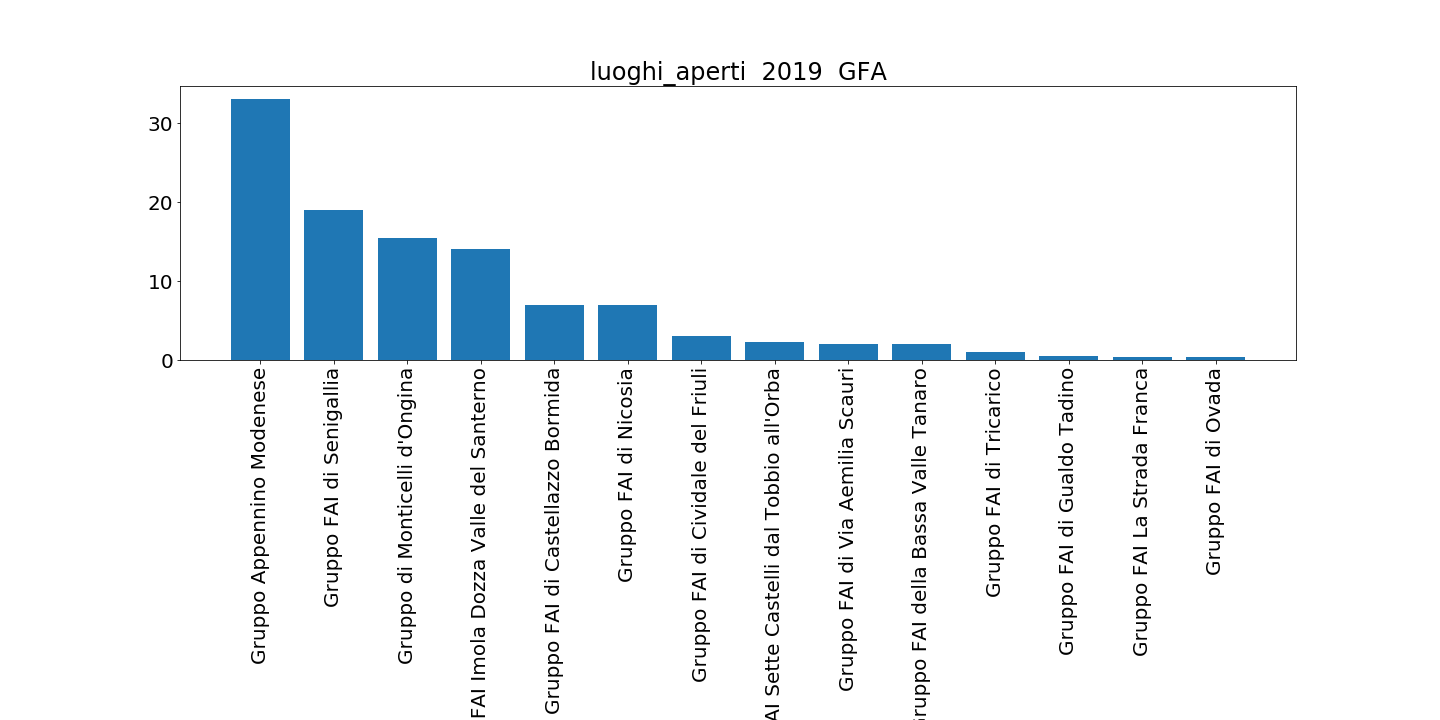 luoghi_aperti 2019 GFA
30
20
10
0
Gruppo Appennino Modenese
Gruppo FAI di Senigallia
Gruppo di Monticelli d'Ongina
FAI Imola Dozza Valle del Santerno
Gruppo FAI di Castellazzo Bormida
Gruppo FAI di Nicosia
Gruppo FAI di Cividale del Friuli
AI Sette Castelli dal Tobbio all'Orba
Gruppo FAI di Via Aemilia Scauri
ruppo FAI della Bassa Valle Tanaro
Gruppo FAI di Tricarico
Gruppo FAI di Gualdo Tadino
Gruppo FAI La Strada Franca
Gruppo FAI di Ovada